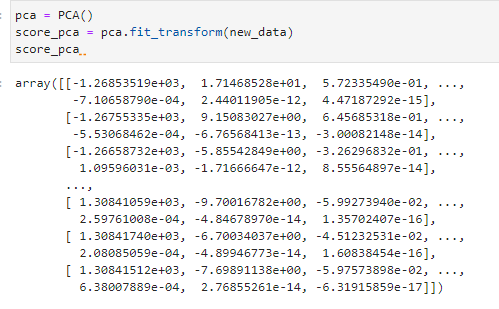 pca = PCA()
score_pca = pca.fit_transform(new_data)
score_pca
array([[-1.26853519e+03, 1.71468528e+01, 5.72335490e-01, ...,
-7.10658790e-04, 2.44011905e-12, 4.47187292e-15],
[-1.26755335e+03, 9.15083027e+00, 6.45685318e-01, ...,
-5.53068462e-04, -6.76568413e-13, -3.00082148e-14],
[-1.26658732e+03, -5.85542849e+00, -3.26296832e-01, ...,
1.09596031e-03, -1.71666647e-12, 8.55564897e-14],
...,
[ 1.30841059e+03, -9.70016782e+00, -5.99273940e-02, ...,
2.59761008e-04, -4.84678970e-14, 1.35702407e-16],
[ 1.30841740e+03, -6.70034037e+00, -4.51232531e-02, ...,
2.08085059e-04, -4.89946773e-14, 1.60838454e-16],
[ 1.30841512e+03, -7.69891138e+00, -5.97573898e-02, ...,
6.38007889e-04, 2.76855261e-14, -6.31915859e-17]])